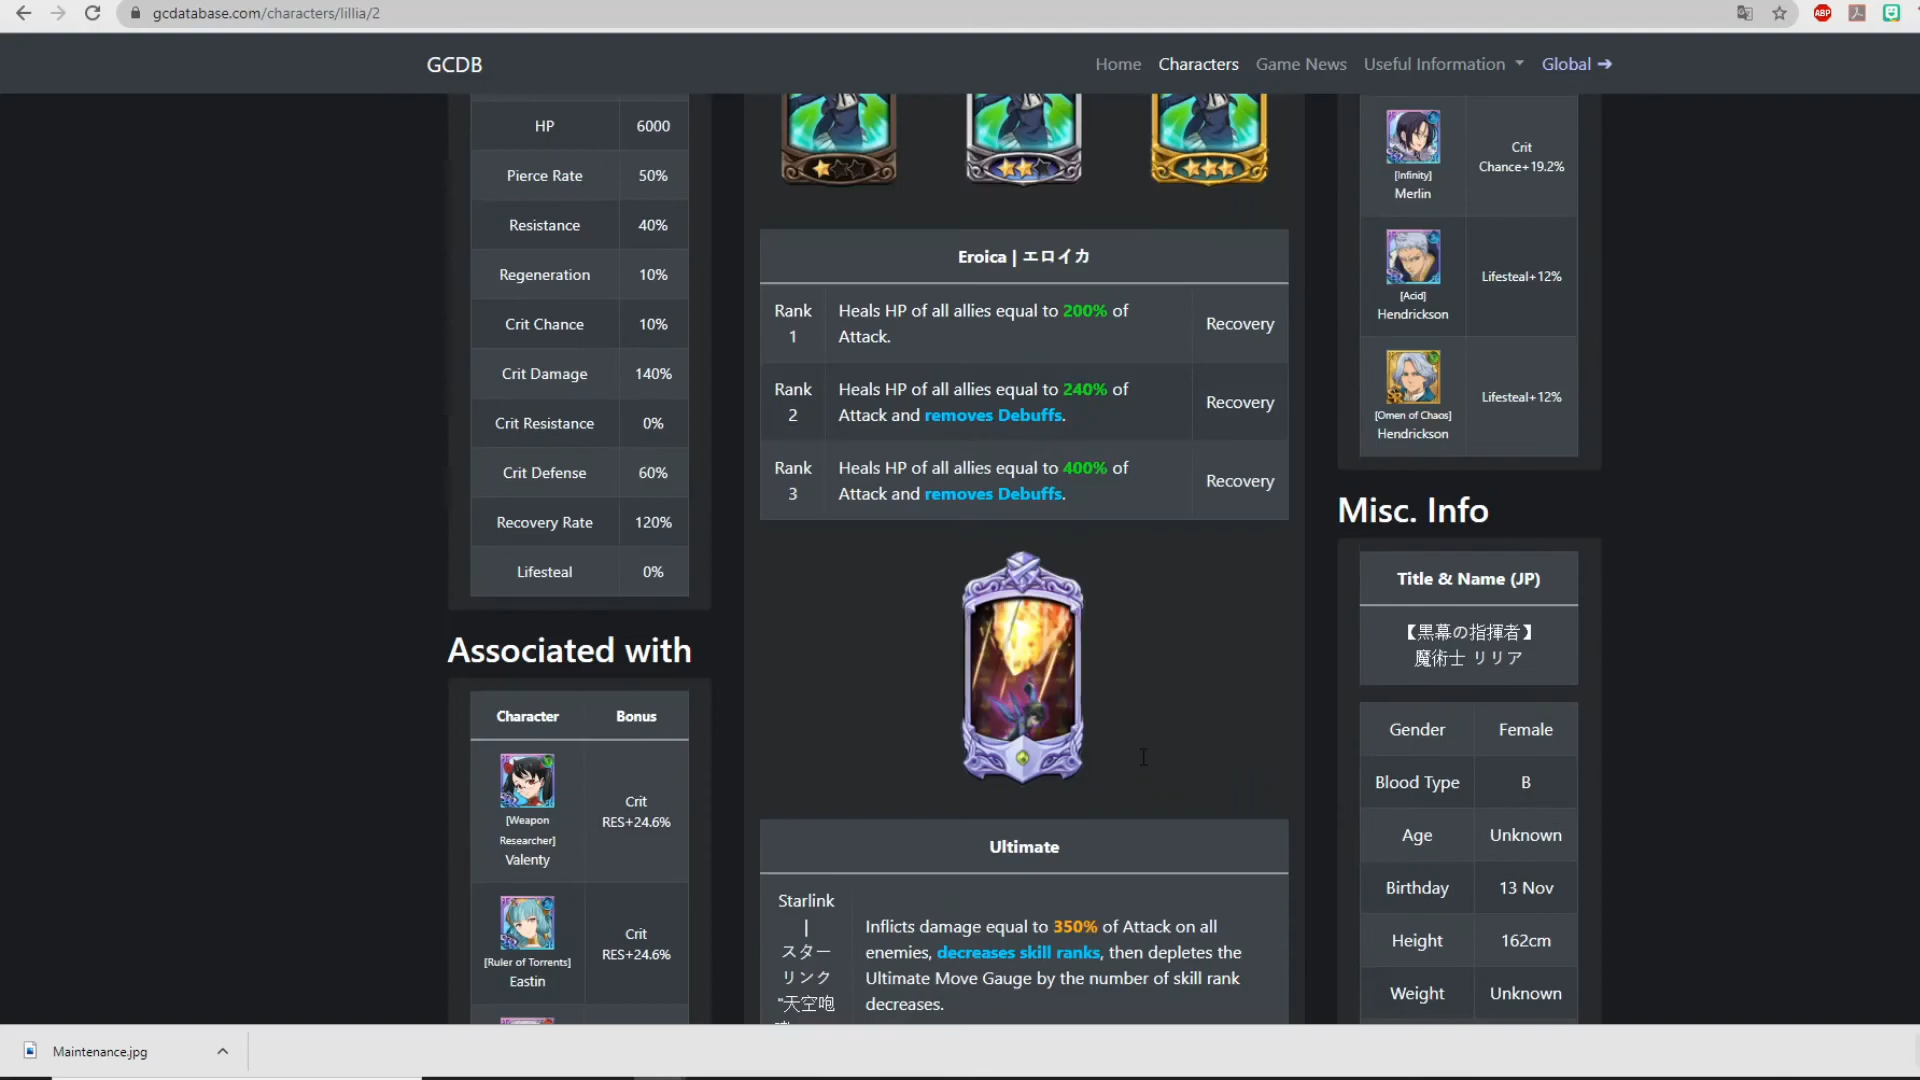 gcdatabase.com/characters/lillia/2
ABP
GCDB
Home
Characters
Game News
Useful Information
Global ➔
HP 6000
Pierce Rate 50%
Resistance 40%
Regeneration 10%
Crit Chance 10%
Crit Damage 140%
Crit Resistance 0%
Crit Defense 60%
Recovery Rate 120%
Lifesteal 0%
Associated with
Character Bonus
[Weapon
Researcher]
Valenty
Crit
RES+24.6%
[Ruler of Torrents]
Eastin
Crit
RES+24.6%
Eroica | エロイカ
Rank
1
Heals HP of all allies equal to 200% of
Attack.
Recovery
Rank
2
Heals HP of all allies equal to 240% of
Attack and removes Debuffs.
Recovery
Rank
3
Heals HP of all allies equal to 400% of
Attack and removes Debuffs.
Recovery
Ultimate
Starlink
|
スター
リンク
"天空咆
Inflicts damage equal to 350% of Attack on all
enemies, decreases skill ranks, then depletes the
Ultimate Move Gauge by the number of skill rank
decreases.
[Infinity]
Merlin
Crit
Chance+19.2%
[Acid]
Hendrickson
Lifesteal+12%
[Omen of Chaos]
Hendrickson
Lifesteal+12%
Misc. Info
Title & Name (JP)
【黒幕の指揮者】
魔術士 リリア
Gender Female
Blood Type B
Age Unknown
Birthday 13 Nov
Height 162cm
Weight Unknown
Maintenance.jpg